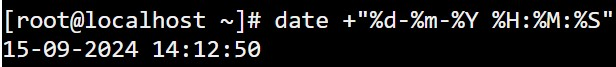 [root@localhost ~]# date +"%d-%m-%Y %H:%M:%S"
15-09-2024 14:12:50